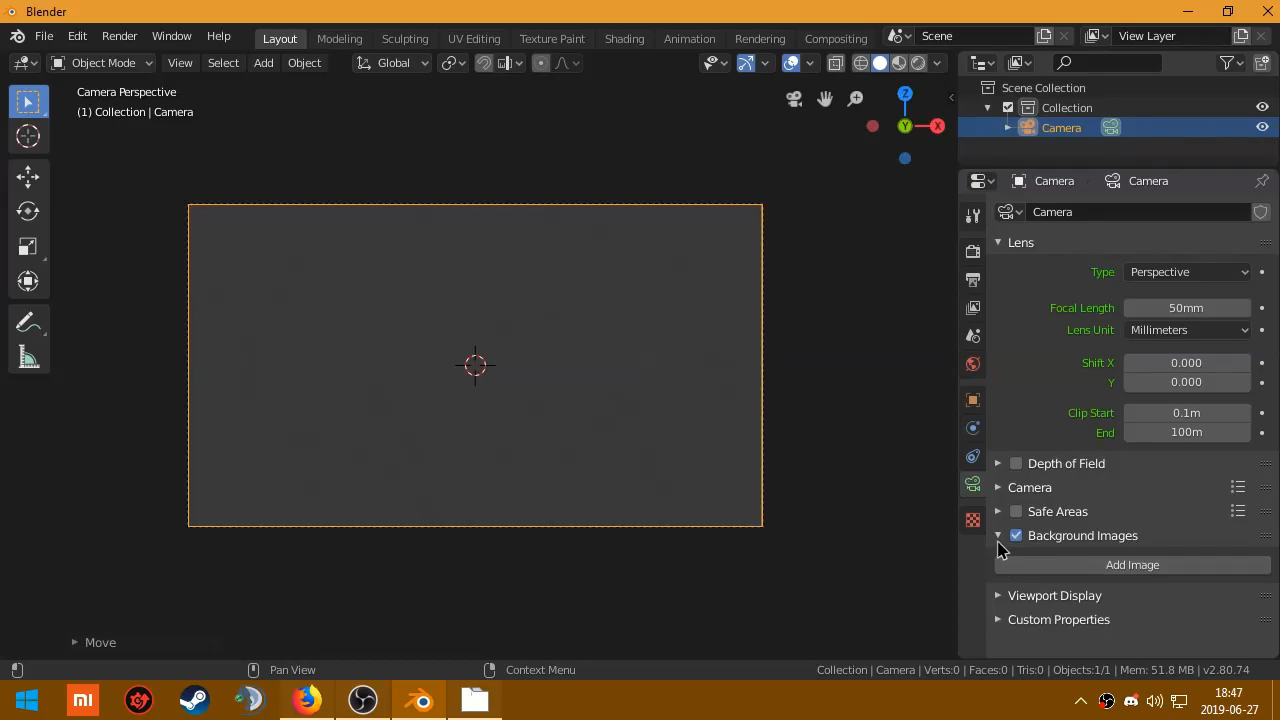 Blender
File Edit Render Window Help
Layout Modeling Sculpting UV Editing Texture Paint Shading Animation Rendering Compositing
Scene
View Layer
Object Mode
View Select Add Object
Global
Camera Perspective
(1) Collection | Camera
Z
Y
X
Scene Collection
Collection
Camera
Camera
Camera
Camera
Lens
Type Perspective
Focal Length 50mm
Lens Unit Millimeters
Shift X 0.000
Y 0.000
Clip Start 0.1m
End 100m
Depth of Field
Camera
Safe Areas
Background Images
Add Image
Viewport Display
Custom Properties
Move
Pan View
Context Menu
Collection | Camera | Verts:0 | Faces:0 | Tris:0 | Objects:1/1 | Mem: 51.8 MB | v2.80.74
MI
18:47
2019-06-27